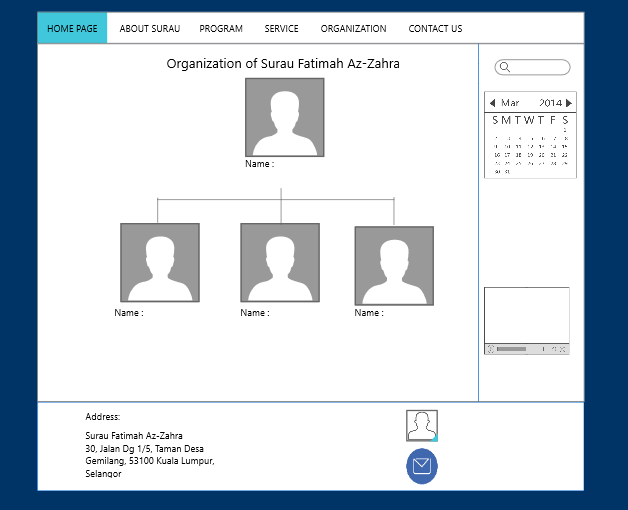 HOME PAGE ABOUT SURAU PROGRAM SERVICE ORGANIZATION CONTACT US
Organization of Surau Fatimah Az-Zahra
Name :
Name : Name : Name :
Mar 2014
S M T W T F S
2 3 4 5 6 7 8
9 10 11 12 13 14 15
16 17 18 19 20 21 22
23 24 25 26 27 28 29
30 31
Address:
Surau Fatimah Az-Zahra
30, Jalan Dg 1/5, Taman Desa
Gemilang, 53100 Kuala Lumpur,
Selangor